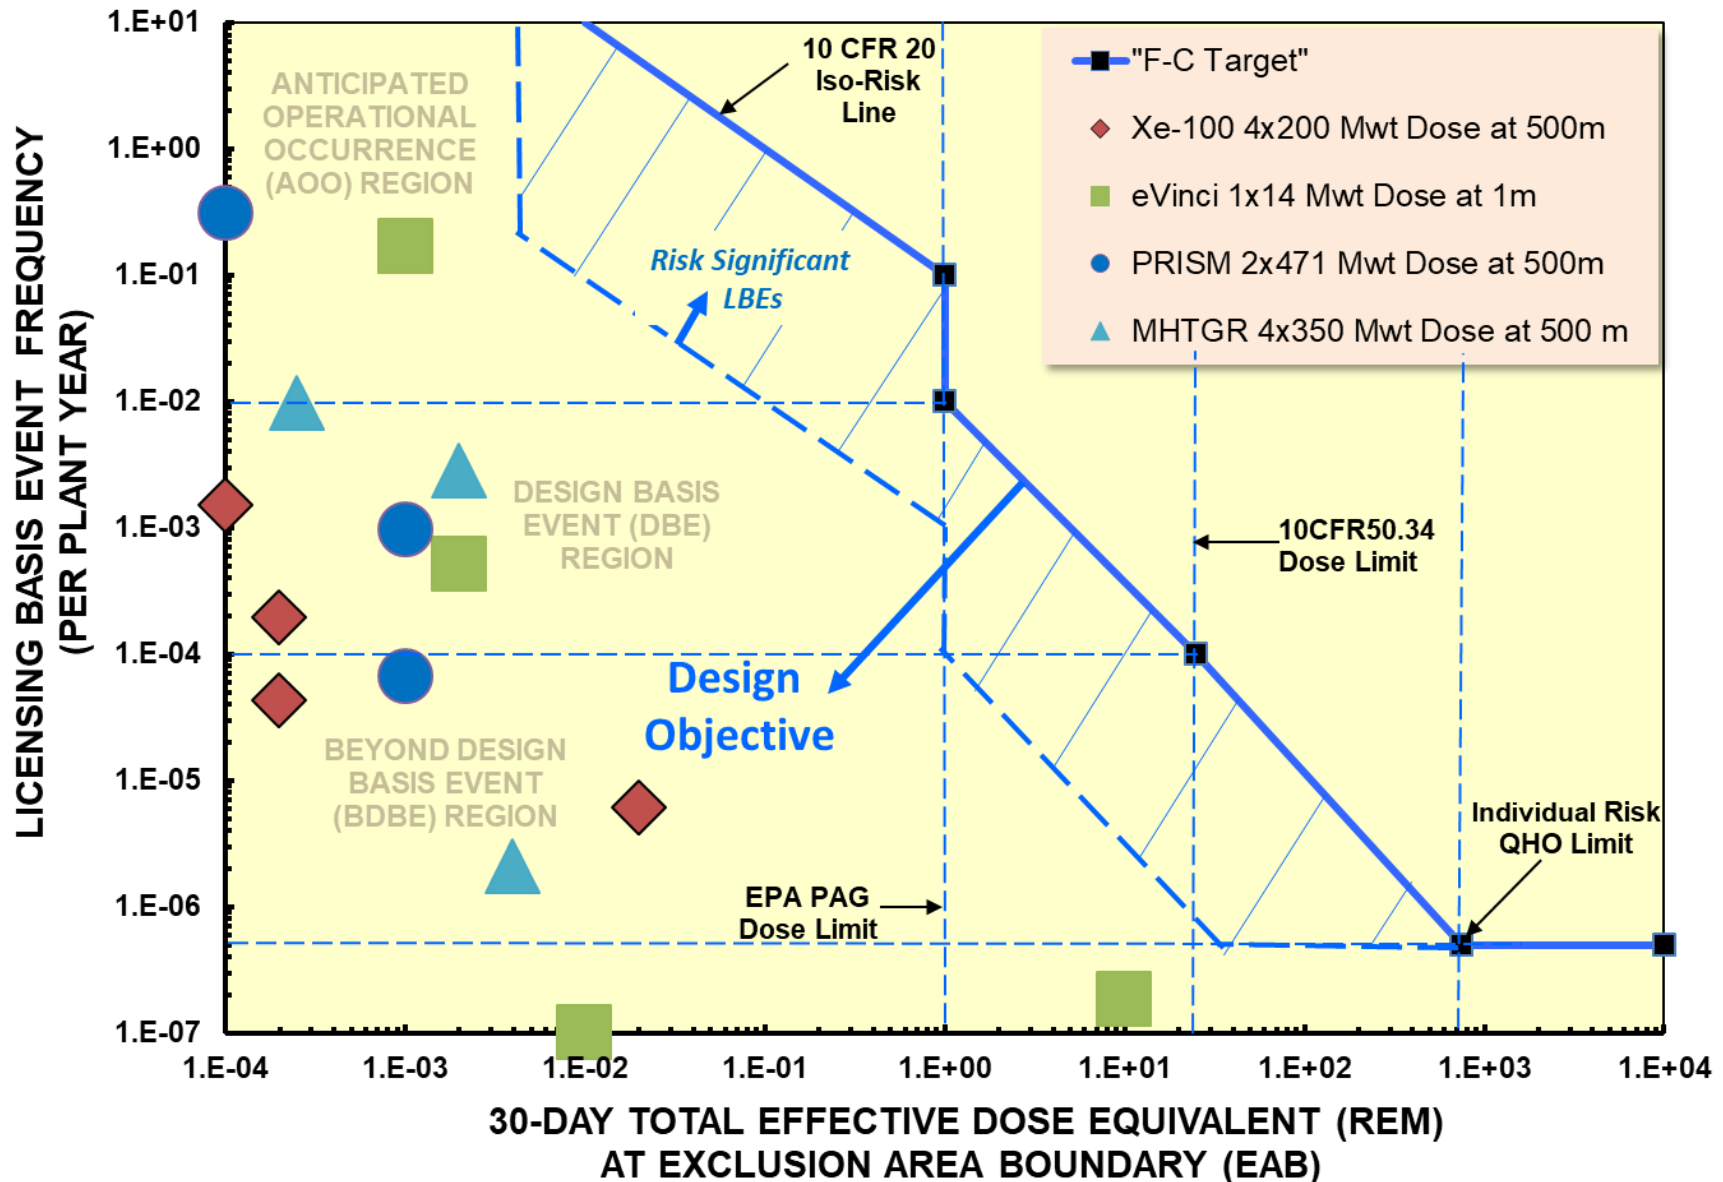 1.E+01
1.E+00
1.E-01
1.E-02
1.E-03
1.E-04
1.E-05
1.E-06
1.E-07
LICENSING BASIS EVENT FREQUENCY
(PER PLANT YEAR)
ANTICIPATED
OPERATIONAL
OCCURRENCE
(AOO) REGION
10 CFR 20
Iso-Risk
Line
"F-C Target"
Xe-100 4x200 Mwt Dose at 500m
eVinci 1x14 Mwt Dose at 1m
PRISM 2x471 Mwt Dose at 500m
MHTGR 4x350 Mwt Dose at 500 m
Risk Significant
LBEs
DESIGN BASIS
EVENT (DBE)
REGION
10CFR50.34
Dose Limit
Design
Objective
BEYOND DESIGN
BASIS EVENT
(BDBE) REGION
Individual Risk
QHO Limit
EPA PAG
Dose Limit
1.E-04 1.E-03 1.E-02 1.E-01 1.E+00 1.E+01 1.E+02 1.E+03 1.E+04
30-DAY TOTAL EFFECTIVE DOSE EQUIVALENT (REM)
AT EXCLUSION AREA BOUNDARY (EAB)